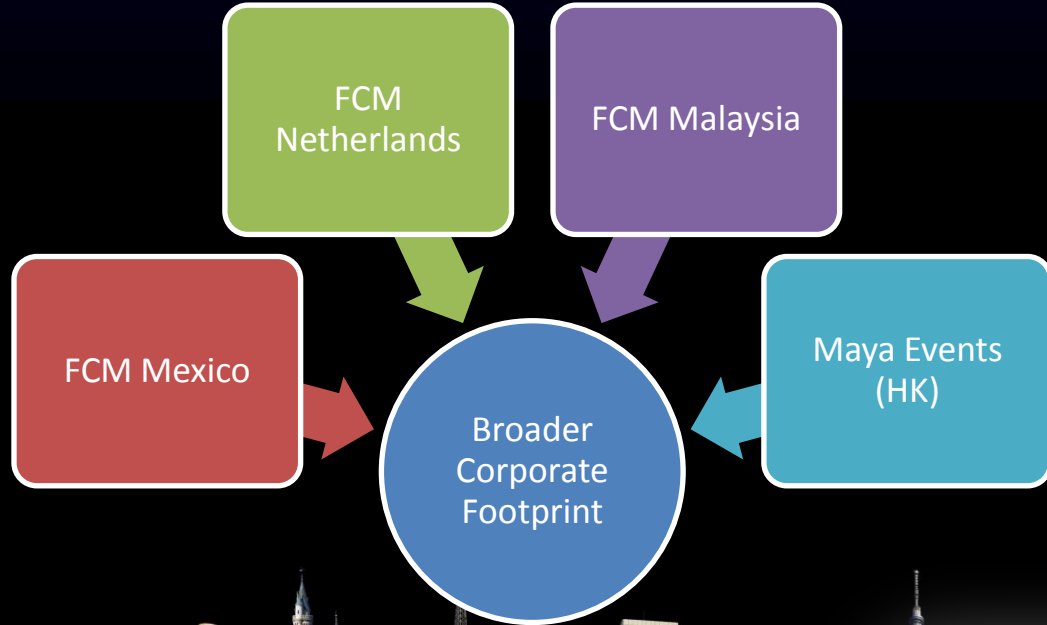 FCM
Netherlands
FCM Malaysia
FCM Mexico
Maya Events
(HK)
Broader
Corporate
Footprint